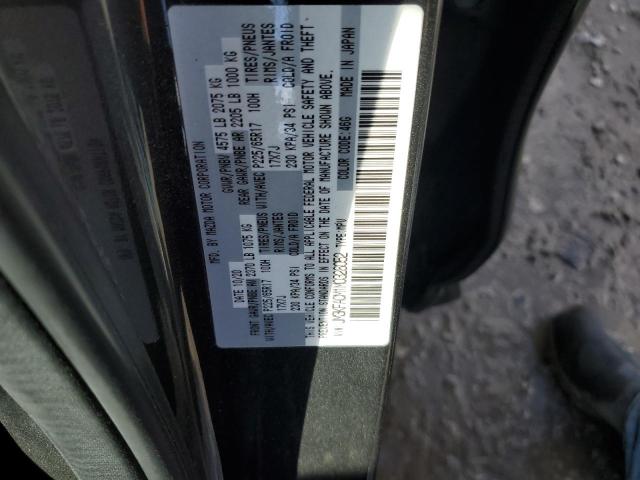 MFD. BY MAZDA MOTOR CORPORATION
10/20 GVWR/PNBV 4575 LB 2075 KG
FRONT GAWR/PNBE AV 2370 LB 1075 KG REAR GAWR/PNBE AR 2205 LB 1000 KG
WITH/AVEC P225/65R17 100H TIRES/PNEUS WITH/AVEC P225/65R17 100H TIRES/PNEUS
17X7J RIMS/JANTES 17X7J RIMS/JANTES
230 KPA/34 PSI COLD/A FROID 230 KPA/34 PSI COLD/A FROID
THIS VEHICLE CONFORMS TO ALL APPLICABLE FEDERAL MOTOR VEHICLE SAFETY AND THEFT
PREVENTION STANDARDS IN EFFECT ON THE DATE OF MANUFACTURE SHOWN ABOVE.
COLOR CODE:46G MADE IN JAPAN
TYPE:MPV